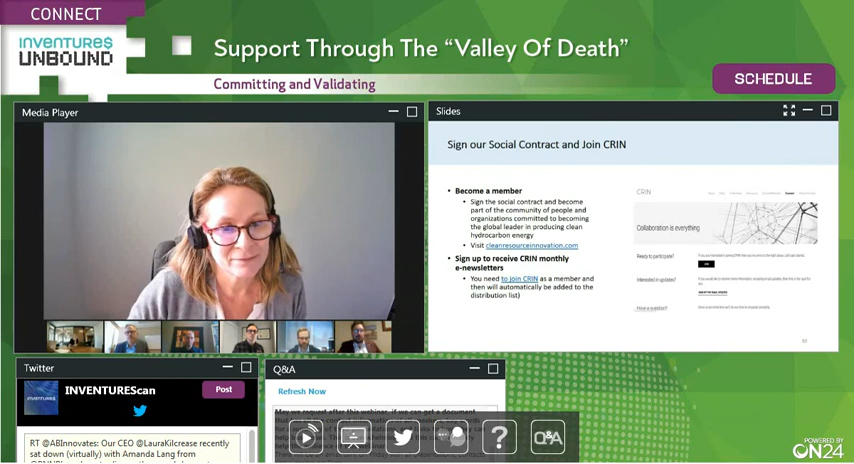 CONNECT
INVENTURE$
UNBOUND
Support Through The “Valley Of Death”
Committing and Validating
SCHEDULE
Media Player
Slides
Sign our Social Contract and Join CRIN
• Become a member
• Sign the social contract and become
part of the community of people and
organizations committed to becoming
the global leader in producing clean
hydrocarbon energy
• Visit cleanresourceinnovation.com
• Sign up to receive CRIN monthly
e-newsletters
• You need to join CRIN as a member and
then will automatically be added to the
distribution list)
CRIN
Collaboration is everything
Ready to participate?
Interested in updates?
Have a question?
Twitter
INVENTUREScan
Post
RT @ABInnovates: Our CEO @LauraKilcrease recently
sat down (virtually) with Amanda Lang from
Q&A
Refresh Now
May we request after this webinar, if we can get a document
?
Q&A
POWERED BY
ON24